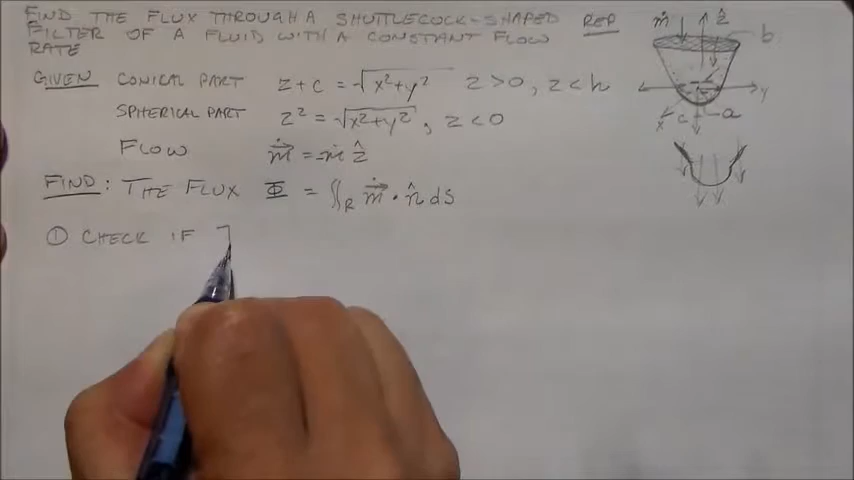 FIND THE FLUX THROUGH A SHUTTLECOCK-SHAPED REP
FILTER OF A FLUID WITH A CONSTANT FLOW
RATE
GIVEN CONICAL PART z + c = √x²+y² z > 0, z < h
SPHERICAL PART z² = √x²+y², z < 0
FLOW ṁ⃗ = -ṁ ẑ
FIND: THE FLUX Φ = ∬_R ṁ⃗ · n̂ dS
① CHECK IF
ṁ ẑ
b
y
x c a